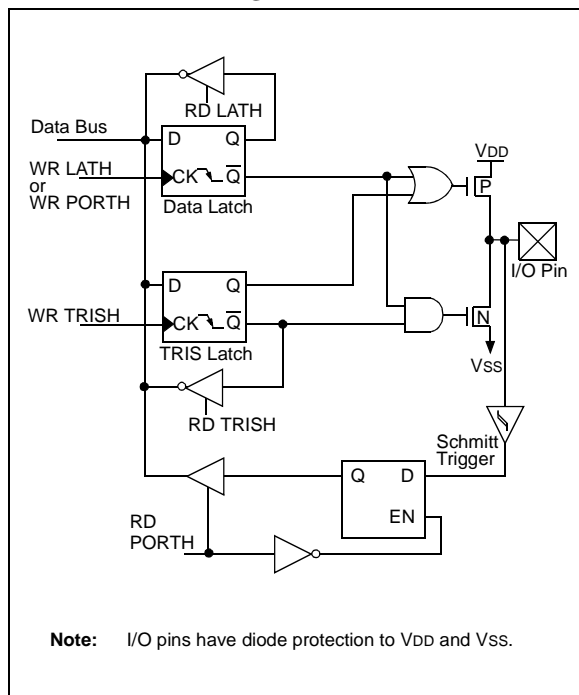 RD LATH
Data Bus
D Q
WR LATH
or
WR PORTH
CK Q
Data Latch
VDD
P
I/O Pin
D Q
WR TRISH
CK Q
TRIS Latch
N
VSS
RD TRISH
Schmitt
Trigger
Q D
EN
RD
PORTH
Note: I/O pins have diode protection to VDD and VSS.